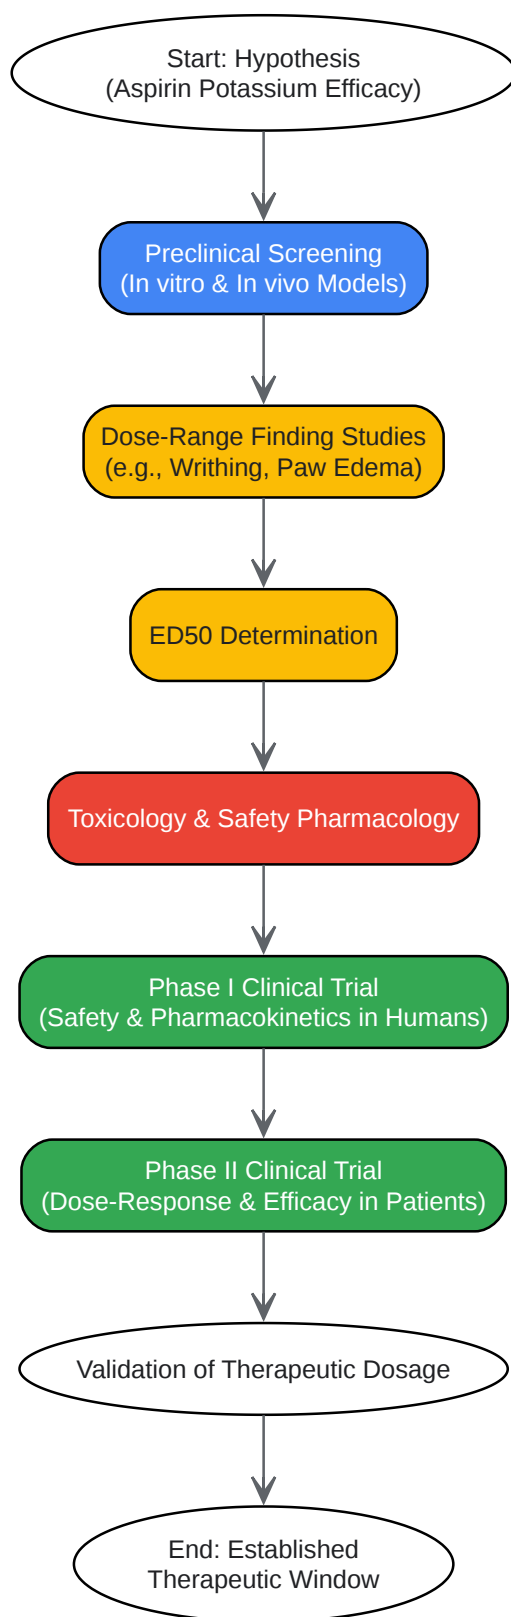 Start: Hypothesis
(Aspirin Potassium Efficacy)
Preclinical Screening
(In vitro & In vivo Models)
Dose-Range Finding Studies
(e.g., Writhing, Paw Edema)
ED50 Determination
Toxicology & Safety Pharmacology
Phase I Clinical Trial
(Safety & Pharmacokinetics in Humans)
Phase II Clinical Trial
(Dose-Response & Efficacy in Patients)
Validation of Therapeutic Dosage
End: Established
Therapeutic Window